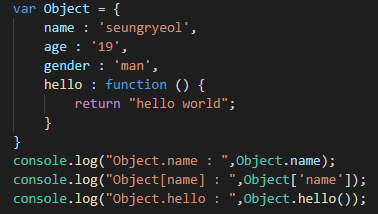 var Object = {
    name : 'seungryeol',
    age : '19',
    gender : 'man',
    hello : function () {
        return "hello world";
    }
}
console.log("Object.name : ",Object.name);
console.log("Object[name] : ",Object['name']);
console.log("Object.hello : ",Object.hello());